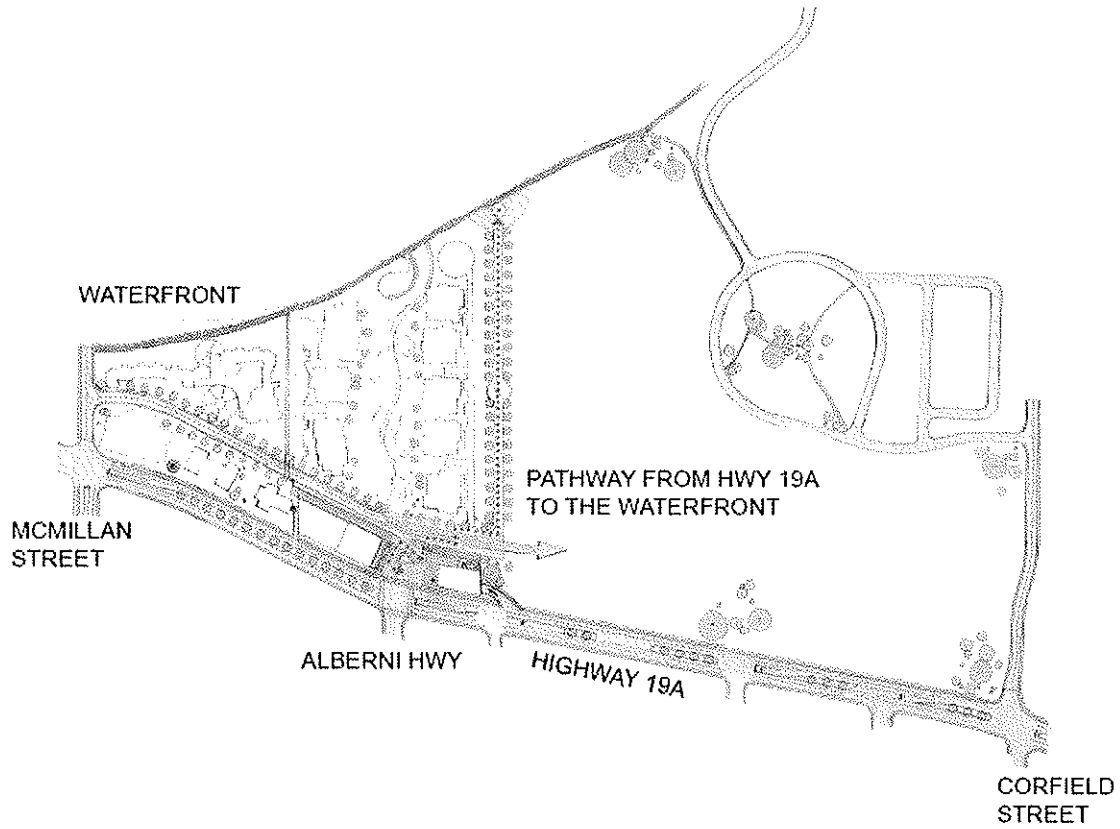 WATERFRONT
PATHWAY FROM HWY 19A
TO THE WATERFRONT
MCMILLAN
STREET
ALBERNI HWY
HIGHWAY 19A
CORFIELD
STREET